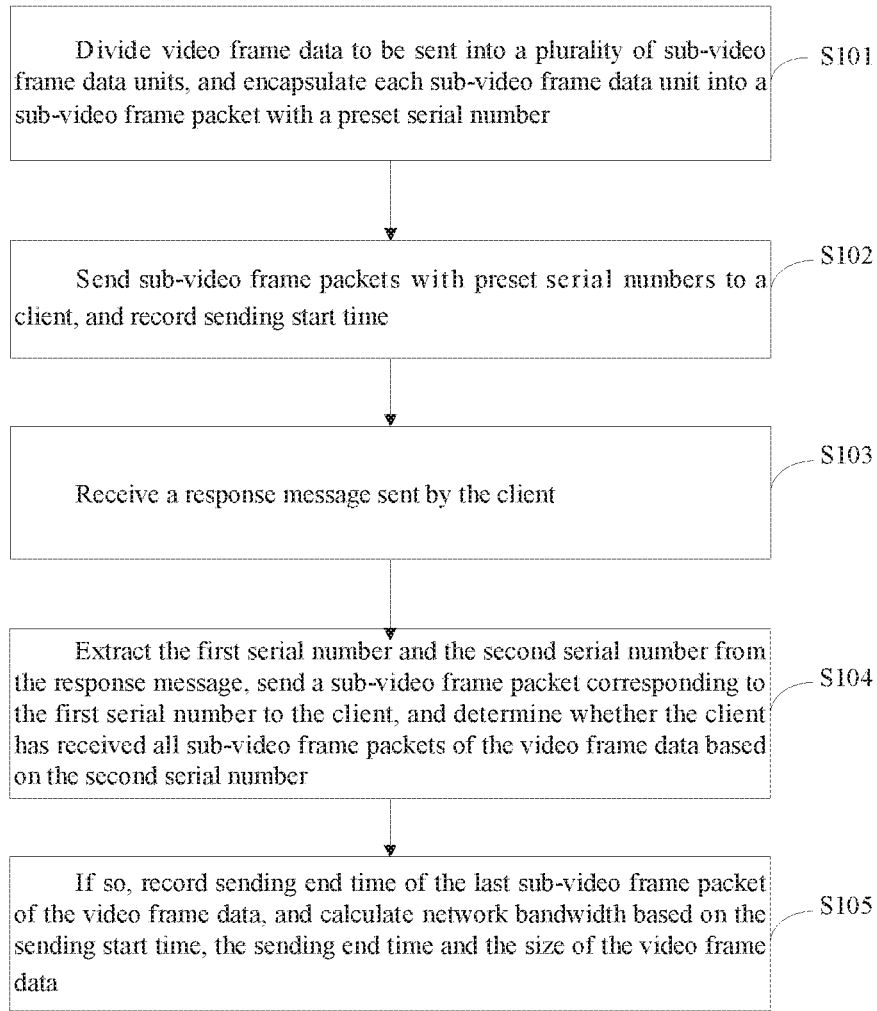 Divide video frame data to be sent into a plurality of sub-video
frame data units, and encapsulate each sub-video frame data unit into a
sub-video frame packet with a preset serial number
S101
Send sub-video frame packets with preset serial numbers to a
client, and record sending start time
S102
Receive a response message sent by the client
S103
Extract the first serial number and the second serial number from
the response message, send a sub-video frame packet corresponding to
the first serial number to the client, and determine whether the client
has received all sub-video frame packets of the video frame data based
on the second serial number
S104
If so, record sending end time of the last sub-video frame packet
of the video frame data, and calculate network bandwidth based on the
sending start time, the sending end time and the size of the video frame
data
S105